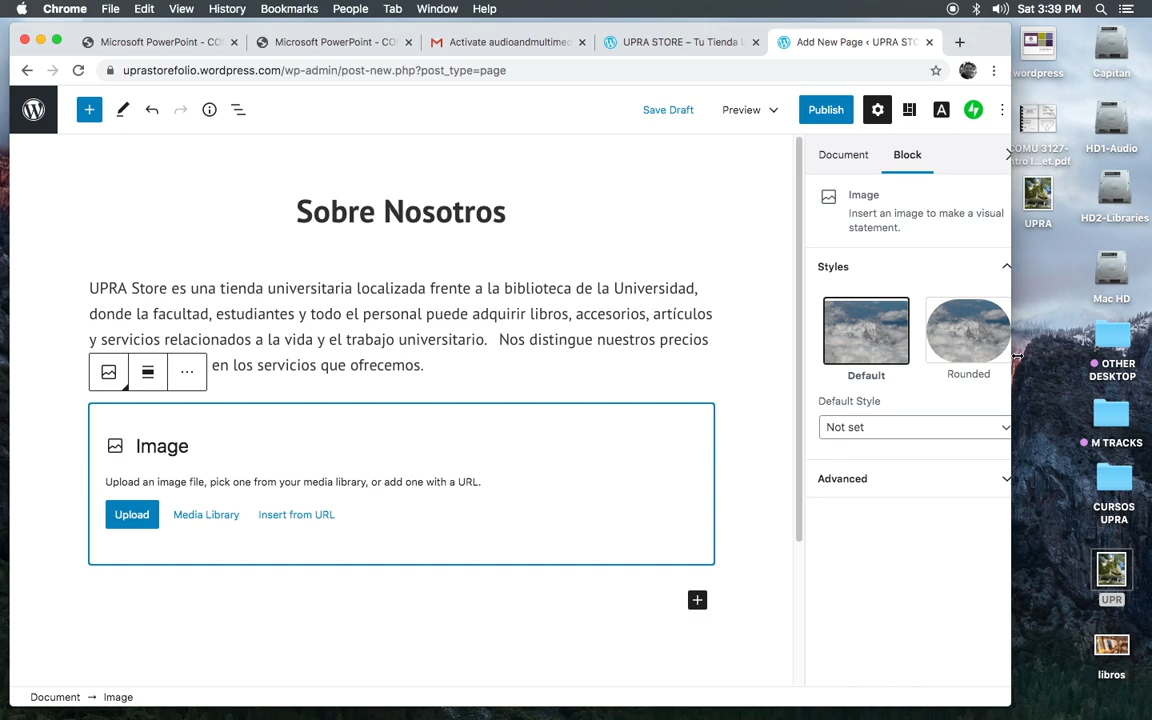 Chrome File Edit View History Bookmarks People Tab Window Help Sat 3:39 PM
Microsoft PowerPoint - CO
Microsoft PowerPoint - CO
Activate audioandmultimed
UPRA STORE – Tu Tienda U
Add New Page ‹ UPRA STO
uprastorefolio.wordpress.com/wp-admin/post-new.php?post_type=page
Save Draft
Preview
Publish
Sobre Nosotros
UPRA Store es una tienda universitaria localizada frente a la biblioteca de la Universidad,
donde la facultad, estudiantes y todo el personal puede adquirir libros, accesorios, artículos
y servicios relacionados a la vida y el trabajo universitario. Nos distingue nuestros precios
en los servicios que ofrecemos.
Image
Upload an image file, pick one from your media library, or add one with a URL.
Upload Media Library Insert from URL
Document → Image
Document Block
Image
Insert an image to make a visual
statement.
Styles
Default
Rounded
Default Style
Not set
Advanced
wordpress
COMU 3127-
UPRA
Capitan
HD1-Audio
HD2-Libraries
Mac HD
OTHER
DESKTOP
M TRACKS
CURSOS
UPRA
UPR
libros